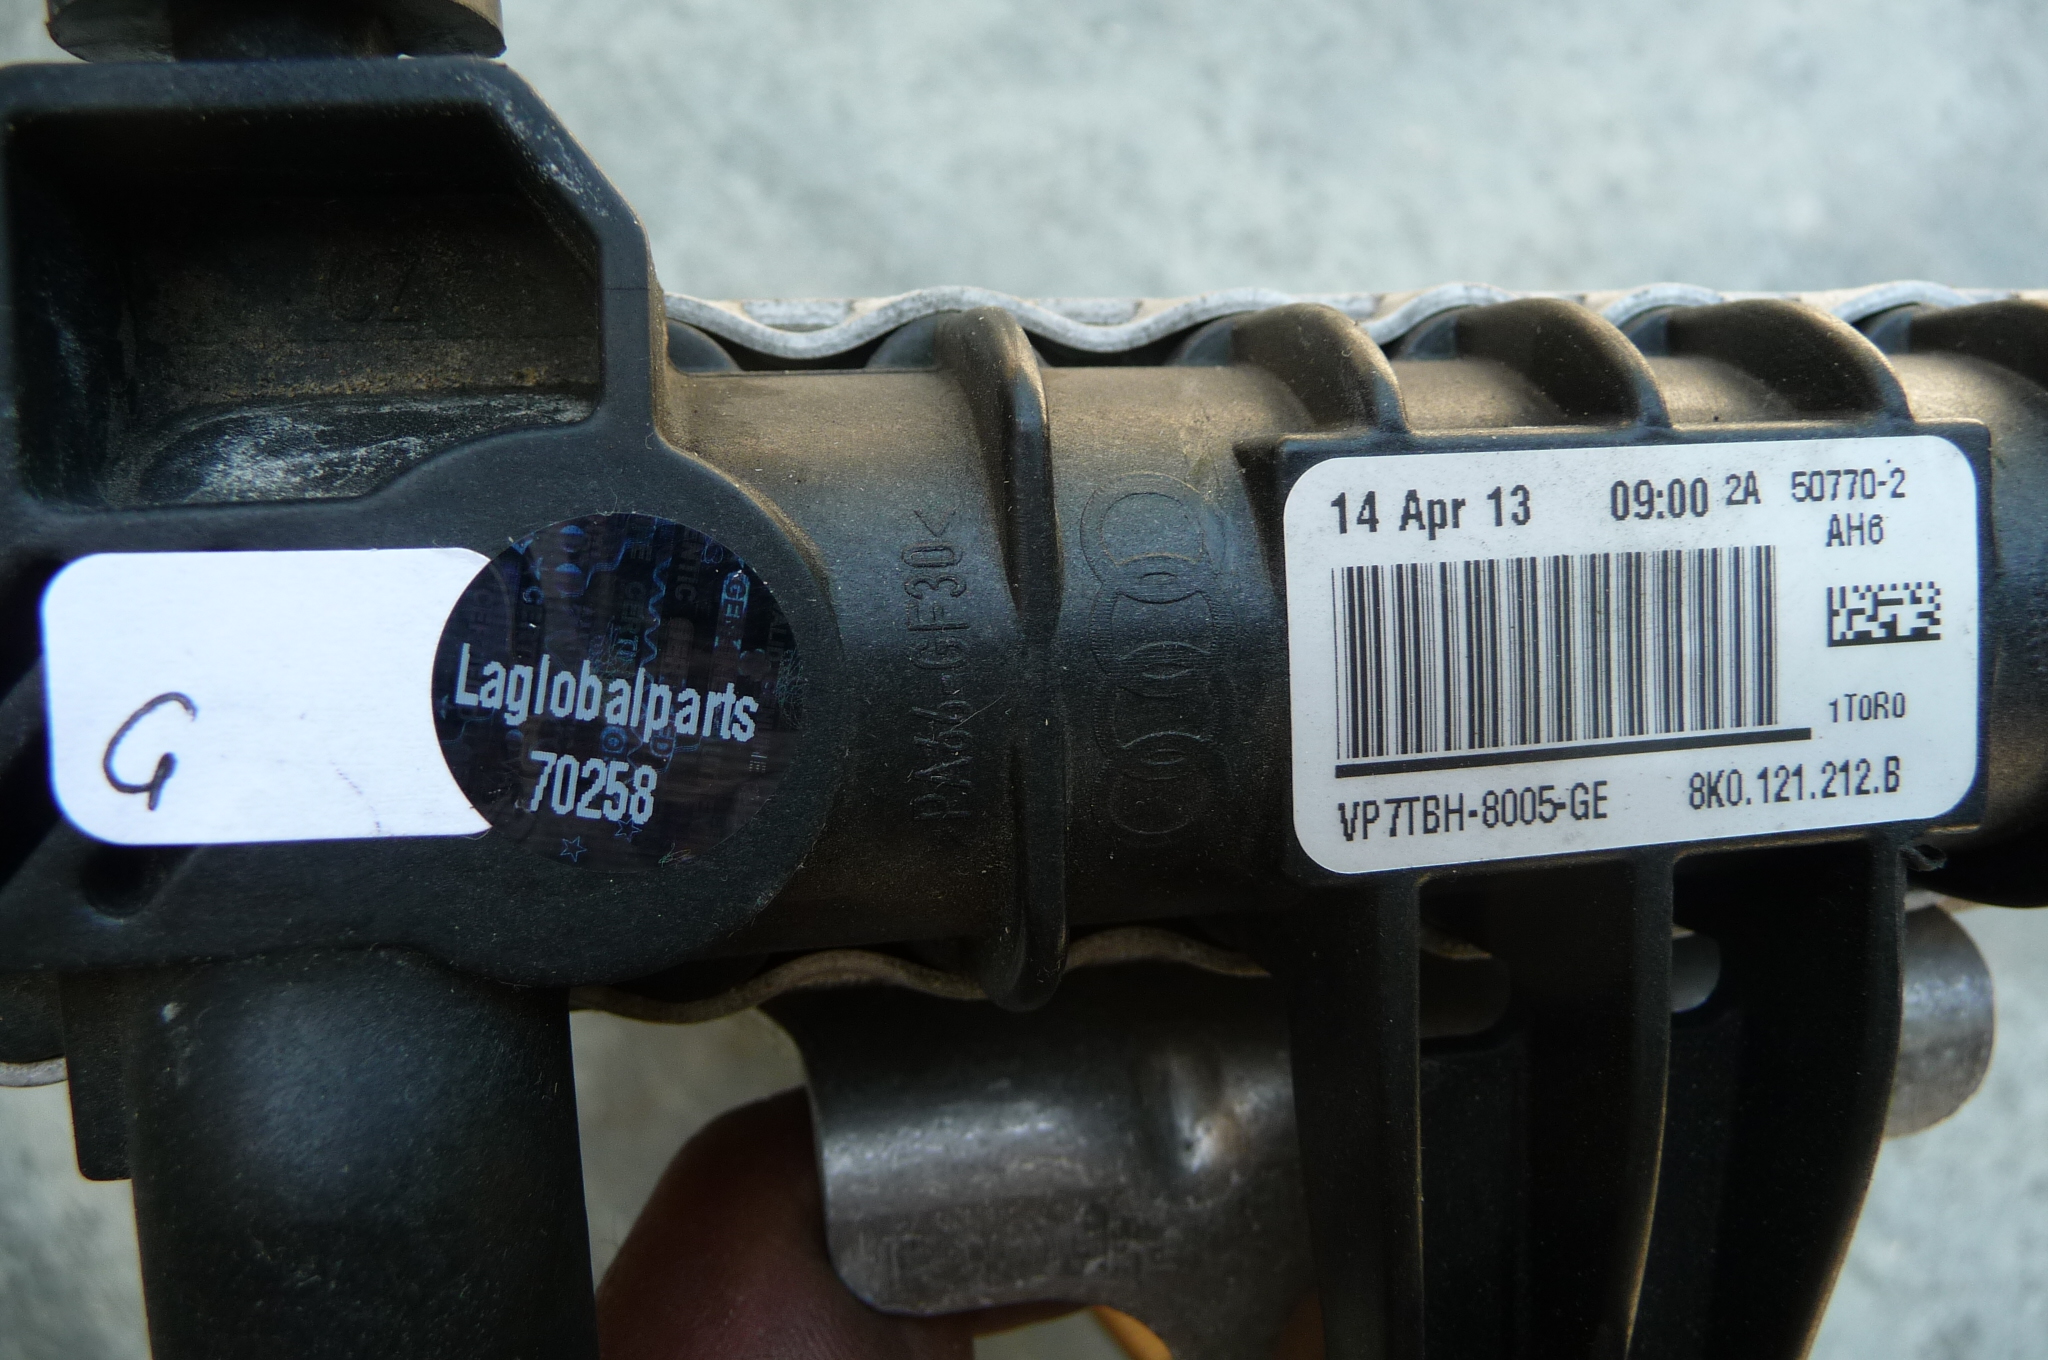 14 Apr 13 09:00 2A 50770-2
AH6
1T0R0
VP7TBH-8005-GE 8K0.121.212.B
>PA66-GF30<
G
Laglobalparts
70258